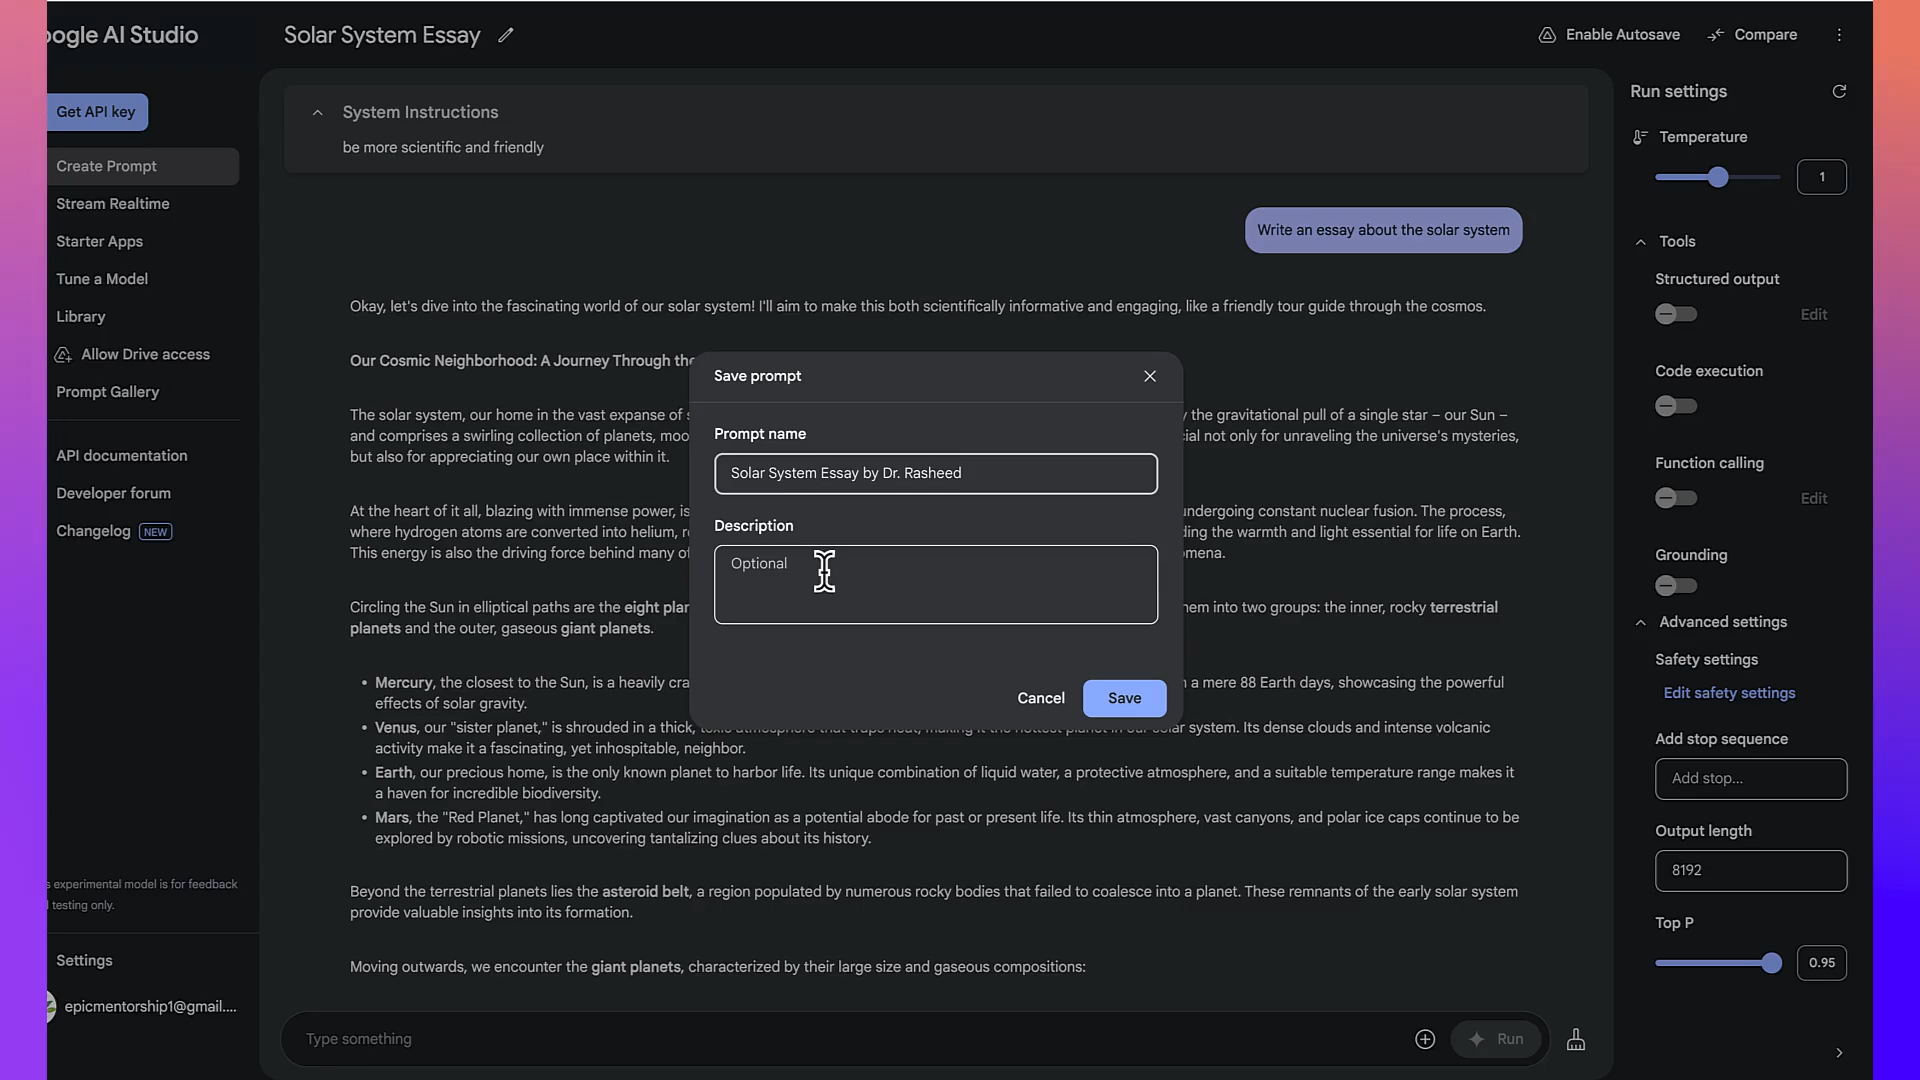 oogle AI Studio
Solar System Essay
Enable Autosave
Compare
Get API key
Create Prompt
Stream Realtime
Starter Apps
Tune a Model
Library
Allow Drive access
Prompt Gallery
API documentation
Developer forum
Changelog NEW
s experimental model is for feedback
testing only.
Settings
epicmentorship1@gmail....
System Instructions
be more scientific and friendly
Write an essay about the solar system
Okay, let's dive into the fascinating world of our solar system! I'll aim to make this both scientifically informative and engaging, like a friendly tour guide through the cosmos.
Our Cosmic Neighborhood: A Journey Through the
The solar system, our home in the vast expanse of s y the gravitational pull of a single star – our Sun –
and comprises a swirling collection of planets, moo ial not only for unraveling the universe's mysteries,
but also for appreciating our own place within it.
At the heart of it all, blazing with immense power, is undergoing constant nuclear fusion. The process,
where hydrogen atoms are converted into helium, r ding the warmth and light essential for life on Earth.
This energy is also the driving force behind many of omena.
Circling the Sun in elliptical paths are the eight plan hem into two groups: the inner, rocky terrestrial
planets and the outer, gaseous giant planets.
• Mercury, the closest to the Sun, is a heavily cra n a mere 88 Earth days, showcasing the powerful
effects of solar gravity.
• Venus, our "sister planet," is shrouded in a thick, toxic atmosphere that traps heat, making it the hottest planet in our solar system. Its dense clouds and intense volcanic
activity make it a fascinating, yet inhospitable, neighbor.
• Earth, our precious home, is the only known planet to harbor life. Its unique combination of liquid water, a protective atmosphere, and a suitable temperature range makes it
a haven for incredible biodiversity.
• Mars, the "Red Planet," has long captivated our imagination as a potential abode for past or present life. Its thin atmosphere, vast canyons, and polar ice caps continue to be
explored by robotic missions, uncovering tantalizing clues about its history.
Beyond the terrestrial planets lies the asteroid belt, a region populated by numerous rocky bodies that failed to coalesce into a planet. These remnants of the early solar system
provide valuable insights into its formation.
Moving outwards, we encounter the giant planets, characterized by their large size and gaseous compositions:
Type something
Run
Save prompt
Prompt name
Solar System Essay by Dr. Rasheed
Description
Optional
Cancel
Save
Run settings
Temperature
1
Tools
Structured output
Edit
Code execution
Function calling
Edit
Grounding
Advanced settings
Safety settings
Edit safety settings
Add stop sequence
Add stop...
Output length
8192
Top P
0.95